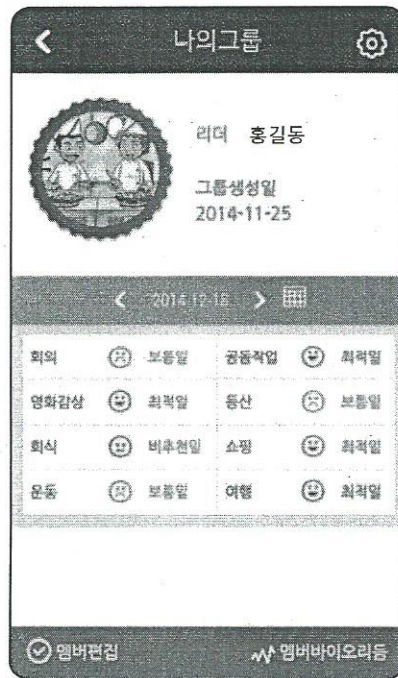 나의그룹
리더 홍길동
그룹생성일
2014-11-25
2014-12-18
회의 보통일 공동작업 최적일
영화감상 최적일 등산 보통일
회식 비추천일 쇼핑 최적일
운동 보통일 여행 최적일
멤버편집 멤버바이오리듬